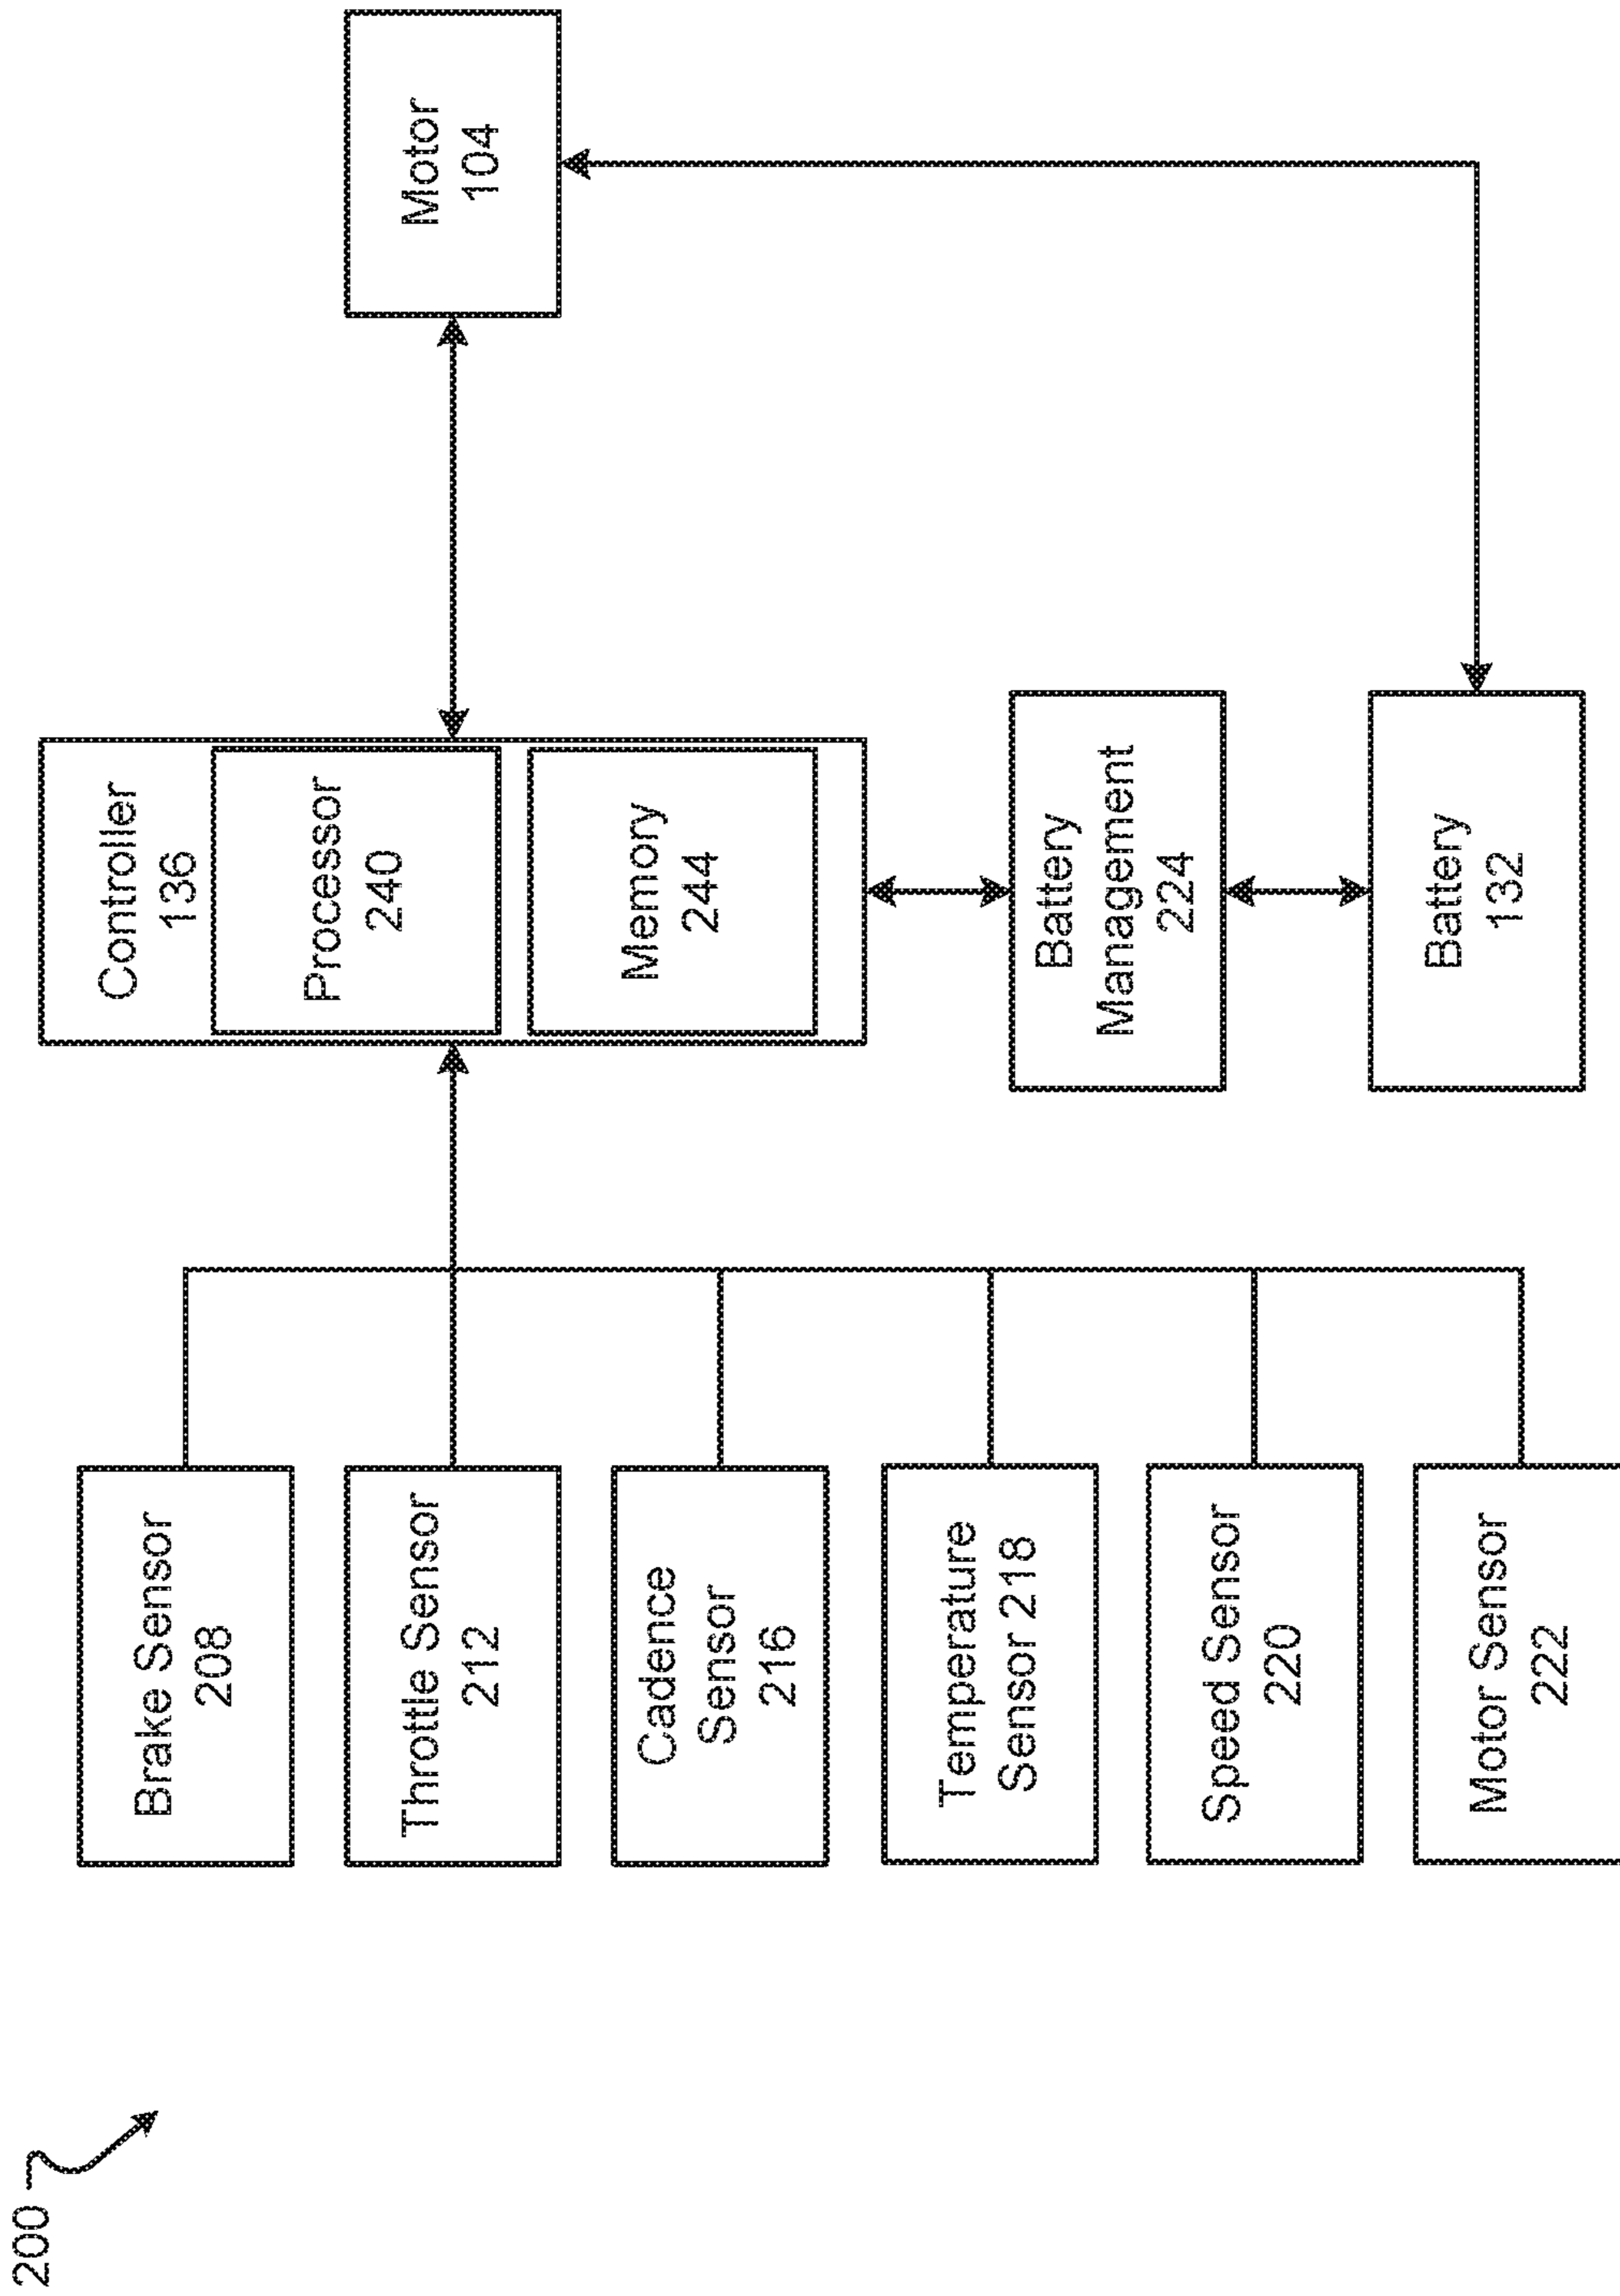 200
Brake Sensor
208
Throttle Sensor
212
Cadence
Sensor
216
Temperature
Sensor 218
Speed Sensor
220
Motor Sensor
222
Controller
136
Processor
240
Memory
244
Battery
Management
224
Battery
132
Motor
104